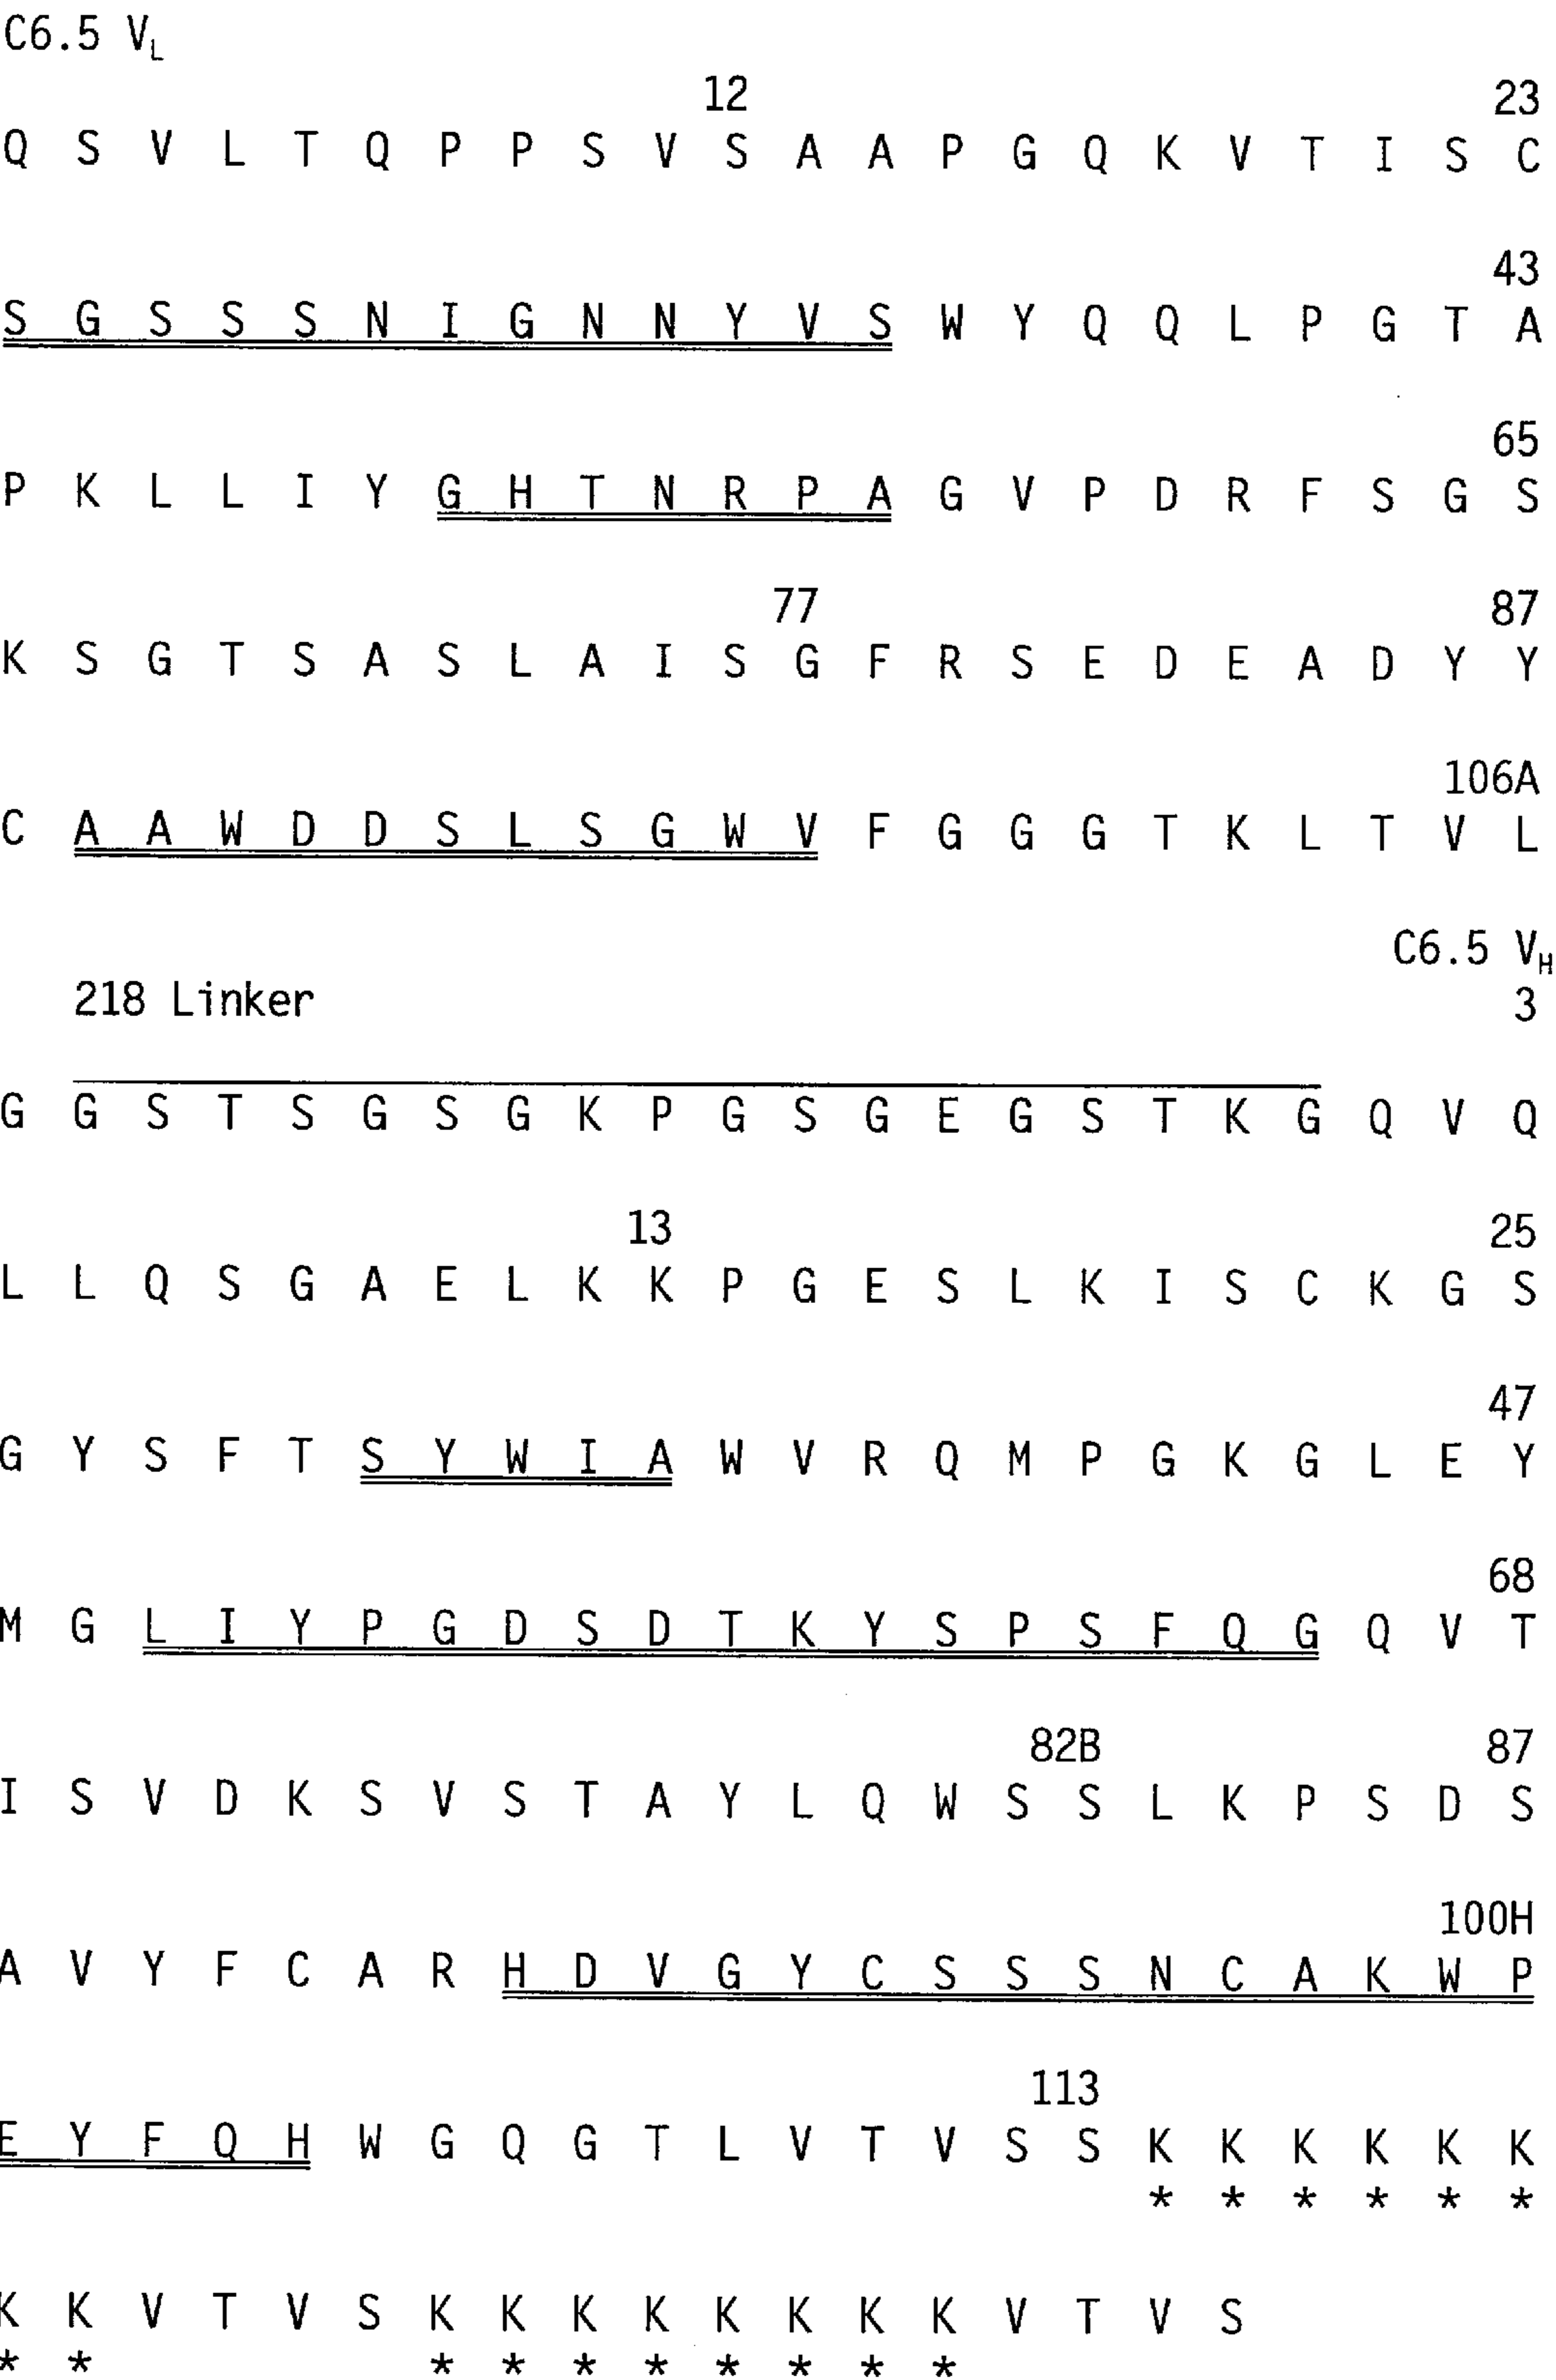 C6.5 VL
12 23
Q S V L T Q P P S V S A A P G Q K V T I S C
43
S G S S S N I G N N Y V S W Y Q Q L P G T A
65
P K L L I Y G H T N R P A G V P D R F S G S
77 87
K S G T S A S L A I S G F R S E D E A D Y Y
106A
C A A W D D S L S G W V F G G G T K L T V L
C6.5 VH
218 Linker 3
G G S T S G S G K P G S G E G S T K G Q V Q
13 25
L L Q S G A E L K K P G E S L K I S C K G S
47
G Y S F T S Y W I A W V R Q M P G K G L E Y
68
M G L I Y P G D S D T K Y S P S F Q G Q V T
82B 87
I S V D K S V S T A Y L Q W S S L K P S D S
100H
A V Y F C A R H D V G Y C S S S N C A K W P
113
E Y F Q H W G Q G T L V T V S S K K K K K K
* * * * * *
K K V T V S K K K K K K K K V T V S
* * * * * * * * * *